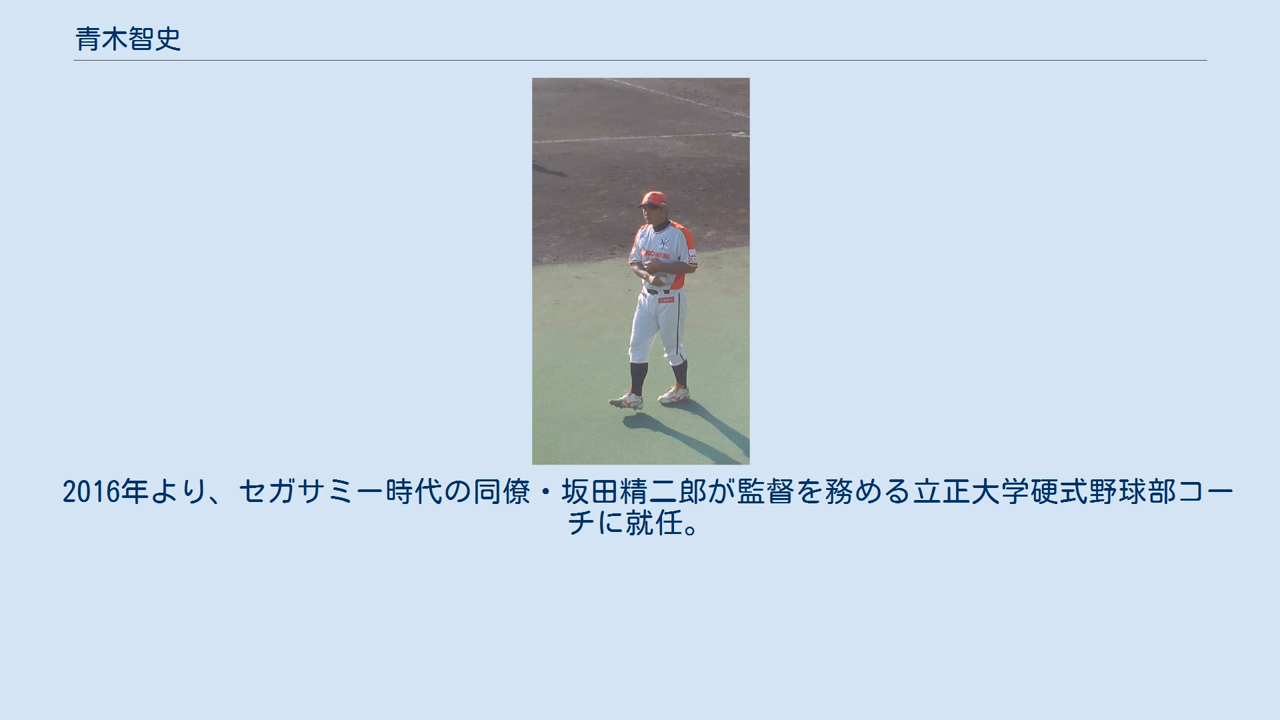 青木智史
2016年より、セガサミー時代の同僚・坂田精二郎が監督を務める立正大学硬式野球部コー
チに就任。